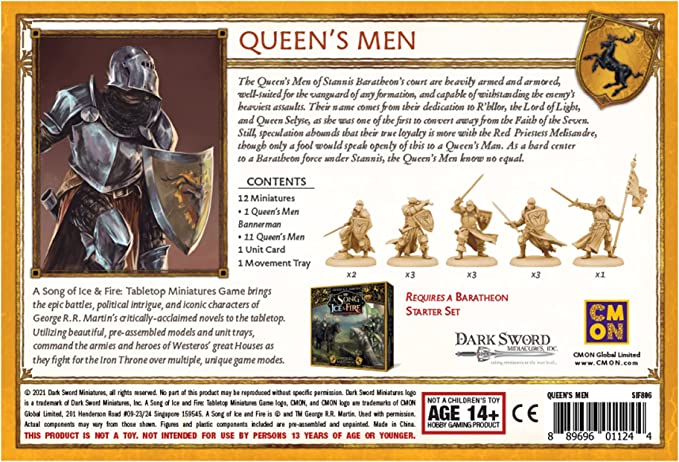 QUEEN'S MEN
The Queen's Men of Stannis Baratheon's court are heavily armed and armored,
well-suited for the vanguard of any formation, and capable of withstanding the enemy's
heaviest assaults. Their name comes from their dedication to R'hllor, the Lord of Light,
and Queen Selyse, as she was one of the first to convert away from the Faith of the Seven.
Still, speculation abounds that their true loyalty is more with the Red Priestess Melisandre,
though only a fool would speak openly of this to a Queen's Man. As a hard center
to a Baratheon force under Stannis, the Queen's Men know no equal.
CONTENTS
12 Miniatures
• 1 Queen's Men
Bannerman
• 11 Queen's Men
1 Unit Card
1 Movement Tray
x2
x3
x3
x3
x1
A Song of Ice & Fire: Tabletop Miniatures Game brings
the epic battles, political intrigue, and iconic characters of
George R.R. Martin's critically-acclaimed novels to the tabletop.
Utilizing beautiful, pre-assembled models and unit trays,
command the armies and heroes of Westeros' great Houses as
they fight for the Iron Throne over multiple, unique game modes.
A SONG
OF
ICE & FIRE
REQUIRES A BARATHEON
STARTER SET
DARK SWORD
MINIATURES, INC.
CM
ON
CMON Global Limited
www.CMON.com
© 2021 Dark Sword Miniatures, all rights reserved. No part of this product may be reproduced without specific permission. Dark Sword Miniatures logo
is a trademark of Dark Sword Miniatures, Inc. A Song of Ice and Fire: Tabletop Miniatures Game logo, CMON, and CMON logo are trademarks of CMON
Global Limited, 201 Henderson Road #09-23/24 Singapore 159545. A Song of Ice and Fire is © and TM George R.R. Martin. Used with permission.
Actual components may vary from those shown. Figures and plastic components included are pre-assembled and unpainted. Made in China.
THIS PRODUCT IS NOT A TOY. NOT INTENDED FOR USE BY PERSONS 13 YEARS OF AGE OR YOUNGER.
NOT A CHILDREN'S TOY
AGE 14+
HOBBY GAMING PRODUCT
CE
QUEEN'S MEN SIF806
8 89696 01124 4